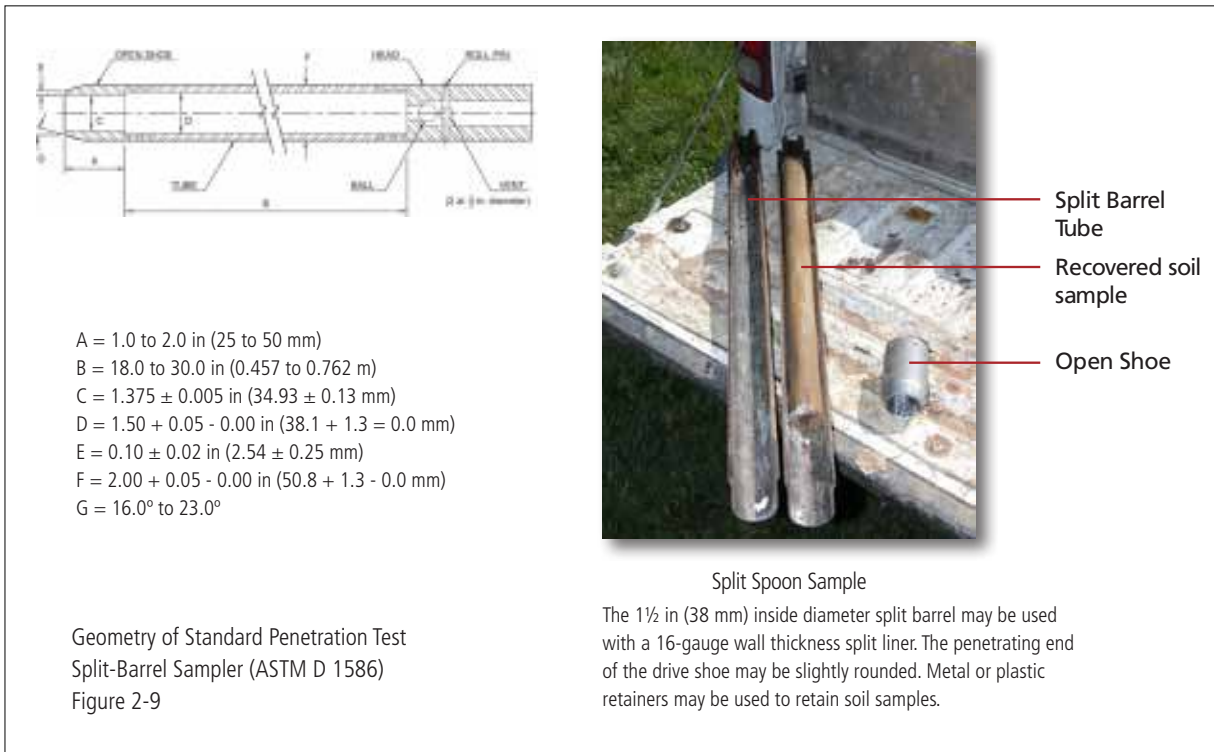 OPEN SHOE
HEAD
ROLL PIN
F
C
D
A
TUBE
B
BALL
VENT
A = 1.0 to 2.0 in (25 to 50 mm)
B = 18.0 to 30.0 in (0.457 to 0.762 m)
C = 1.375 ± 0.005 in (34.93 ± 0.13 mm)
D = 1.50 + 0.05 - 0.00 in (38.1 + 1.3 = 0.0 mm)
E = 0.10 ± 0.02 in (2.54 ± 0.25 mm)
F = 2.00 + 0.05 - 0.00 in (50.8 + 1.3 - 0.0 mm)
G = 16.0º to 23.0º
Geometry of Standard Penetration Test
Split-Barrel Sampler (ASTM D 1586)
Figure 2-9
Split Barrel
Tube
Recovered soil
sample
Open Shoe
Split Spoon Sample
The 1½ in (38 mm) inside diameter split barrel may be used
with a 16-gauge wall thickness split liner. The penetrating end
of the drive shoe may be slightly rounded. Metal or plastic
retainers may be used to retain soil samples.